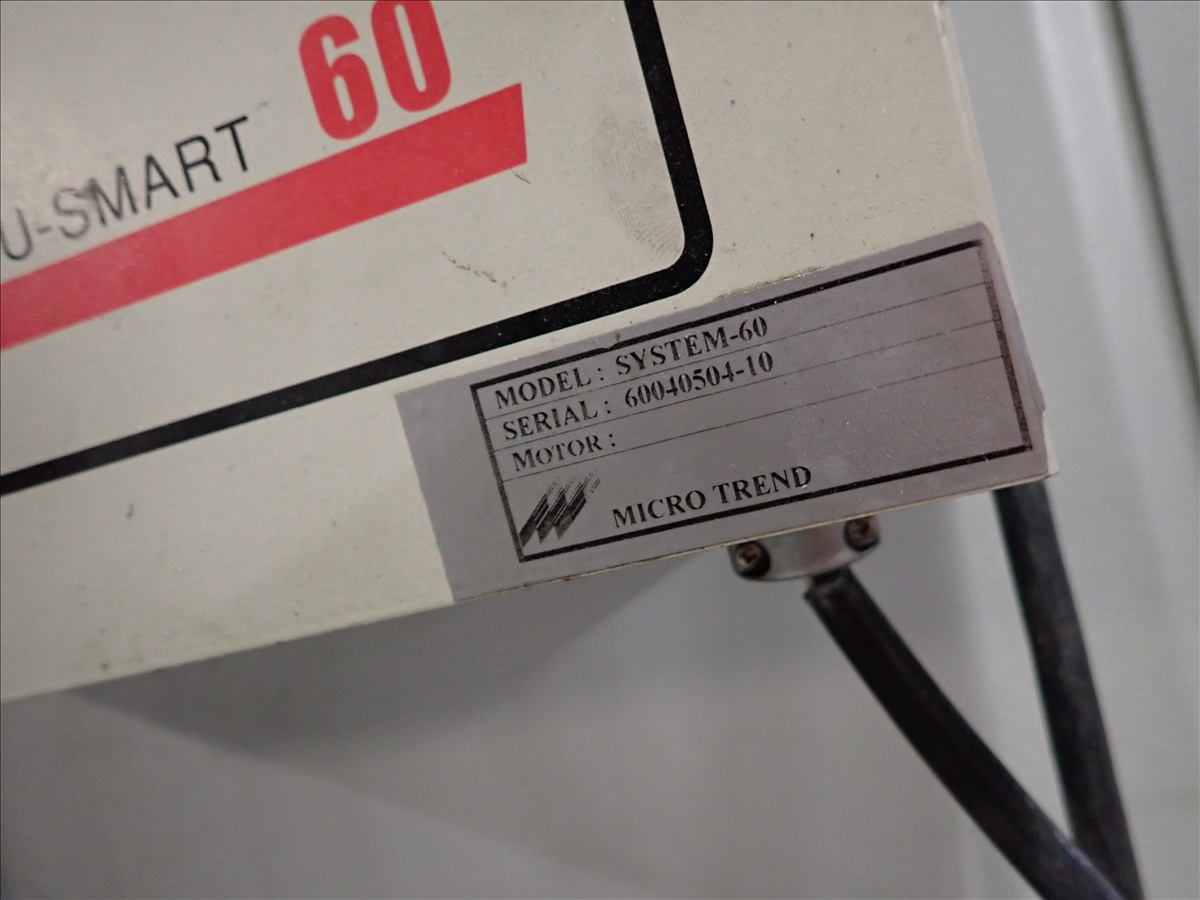 U-SMART 60
MODEL : SYSTEM-60
SERIAL : 60040504-10
MOTOR :
MICRO TREND